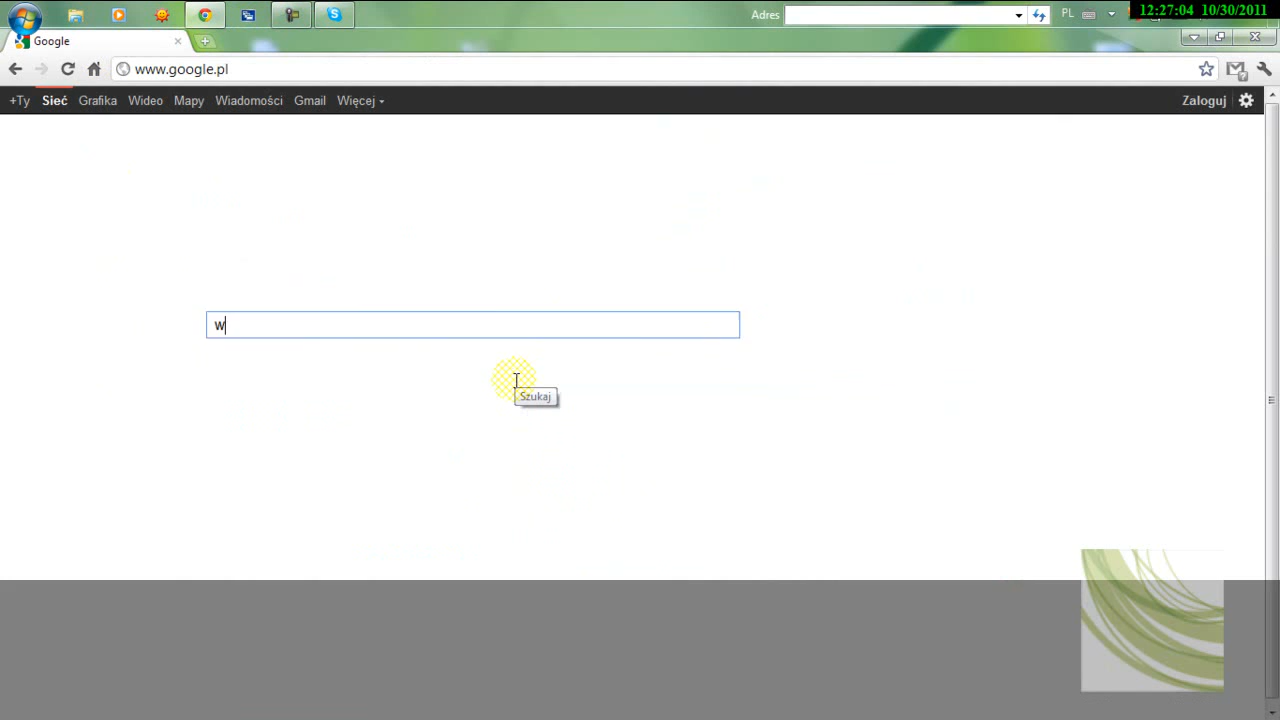 Adres
PL
12:27:04 10/30/2011
Google
www.google.pl
+Ty Sieć Grafika Wideo Mapy Wiadomości Gmail Więcej
Zaloguj
w
Szukaj